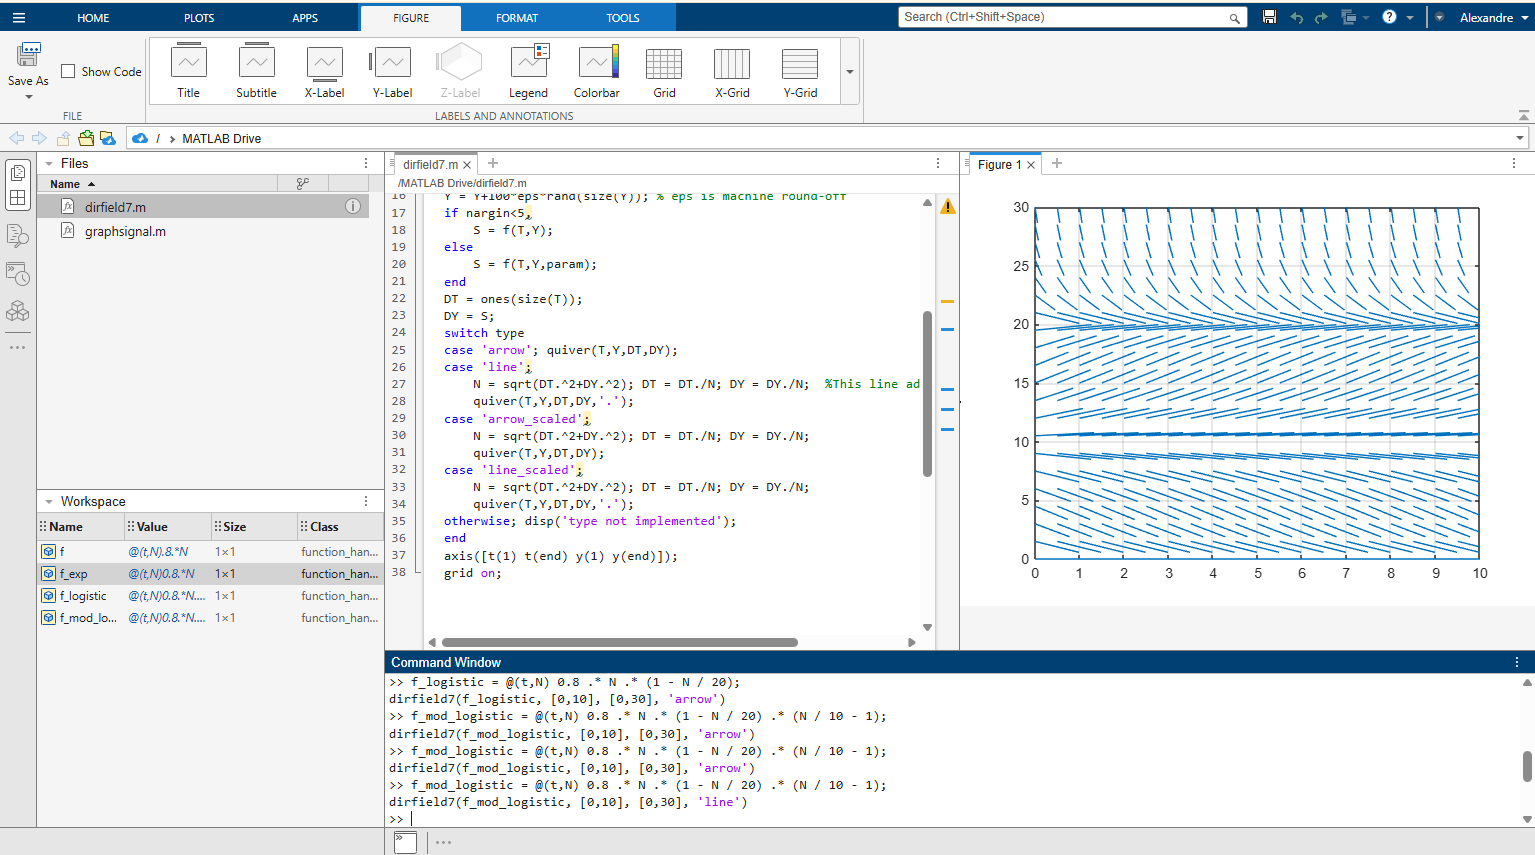 HOME PLOTS APPS FIGURE FORMAT TOOLS Search (Ctrl+Shift+Space) Alexandre
Save As Show Code Title Subtitle X-Label Y-Label Z-Label Legend Colorbar Grid X-Grid Y-Grid
FILE LABELS AND ANNOTATIONS
/ MATLAB Drive
Files
Name
dirfield7.m
graphsignal.m
Workspace
Name Value Size Class
f @(t,N).8.*N 1×1 function_han...
f_exp @(t,N)0.8.*N 1×1 function_han...
f_logistic @(t,N)0.8.*N.... 1×1 function_han...
f_mod_lo... @(t,N)0.8.*N.... 1×1 function_han...
dirfield7.m
/MATLAB Drive/dirfield7.m
16 Y = Y+100*eps*rand(size(Y)); % eps is machine round-off
17 if nargin<5,
18 S = f(T,Y);
19 else
20 S = f(T,Y,param);
21 end
22 DT = ones(size(T));
23 DY = S;
24 switch type
25 case 'arrow'; quiver(T,Y,DT,DY);
26 case 'line';
27 N = sqrt(DT.^2+DY.^2); DT = DT./N; DY = DY./N; %This line ad
28 quiver(T,Y,DT,DY,'.');
29 case 'arrow_scaled';
30 N = sqrt(DT.^2+DY.^2); DT = DT./N; DY = DY./N;
31 quiver(T,Y,DT,DY);
32 case 'line_scaled';
33 N = sqrt(DT.^2+DY.^2); DT = DT./N; DY = DY./N;
34 quiver(T,Y,DT,DY,'.');
35 otherwise; disp('type not implemented');
36 end
37 axis([t(1) t(end) y(1) y(end)]);
38 grid on;
Figure 1
30
25
20
15
10
5
0
0 1 2 3 4 5 6 7 8 9 10
Command Window
>> f_logistic = @(t,N) 0.8 .* N .* (1 - N / 20);
dirfield7(f_logistic, [0,10], [0,30], 'arrow')
>> f_mod_logistic = @(t,N) 0.8 .* N .* (1 - N / 20) .* (N / 10 - 1);
dirfield7(f_mod_logistic, [0,10], [0,30], 'arrow')
>> f_mod_logistic = @(t,N) 0.8 .* N .* (1 - N / 20) .* (N / 10 - 1);
dirfield7(f_mod_logistic, [0,10], [0,30], 'arrow')
>> f_mod_logistic = @(t,N) 0.8 .* N .* (1 - N / 20) .* (N / 10 - 1);
dirfield7(f_mod_logistic, [0,10], [0,30], 'line')
>>